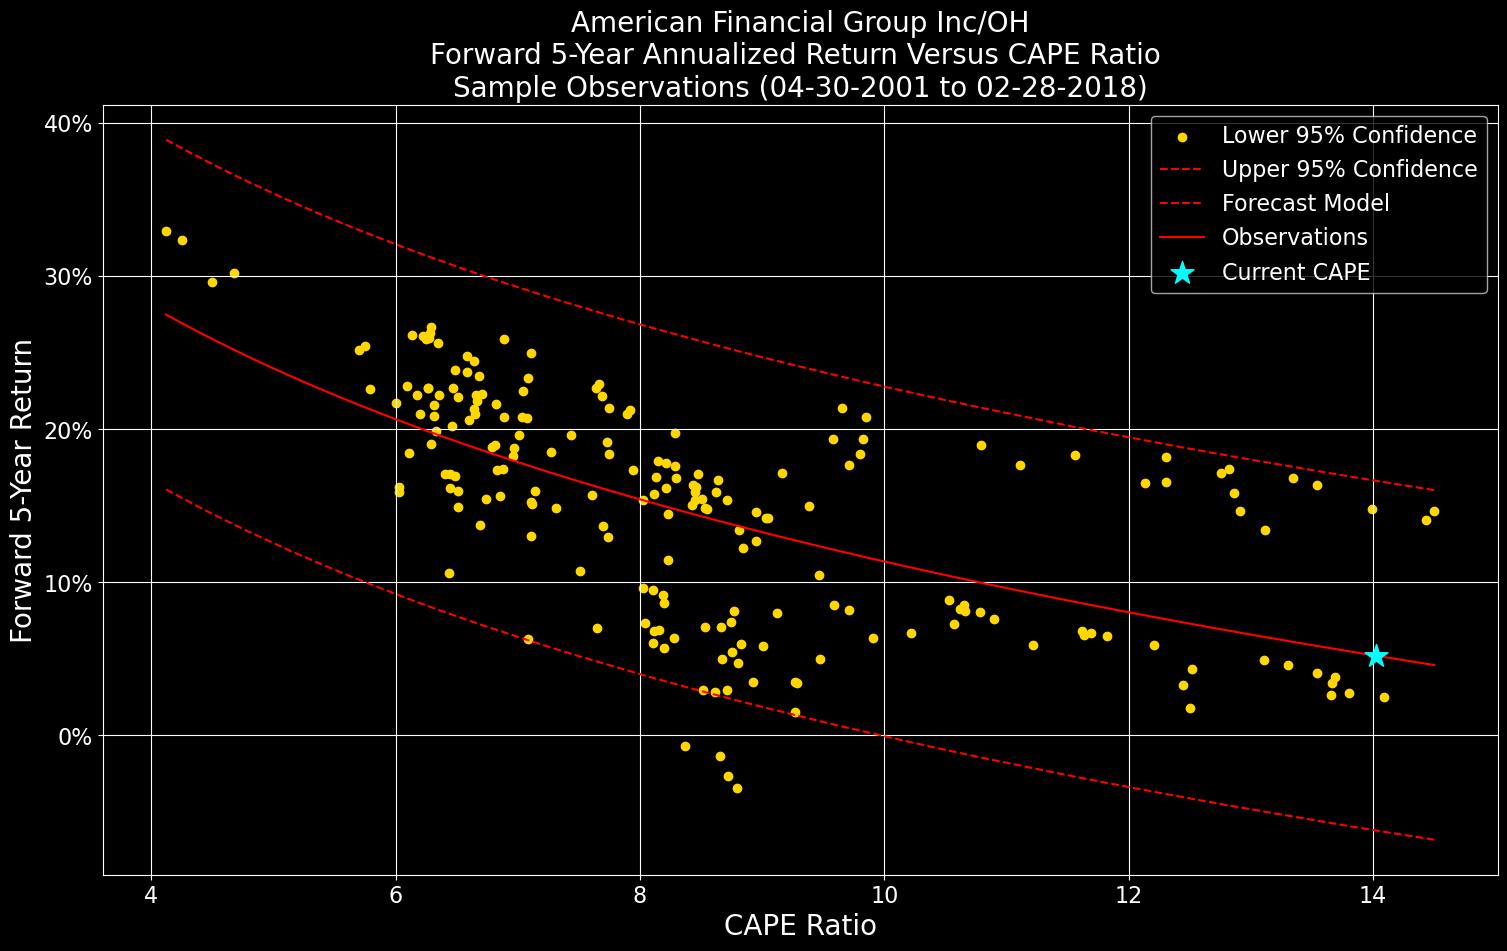 American Financial Group Inc/OH
Forward 5-Year Annualized Return Versus CAPE Ratio
Sample Observations (04-30-2001 to 02-28-2018)
Lower 95% Confidence
Upper 95% Confidence
Forecast Model
Observations
Current CAPE
Forward 5-Year Return
40%
30%
20%
10%
0%
4 6 8 10 12 14
CAPE Ratio